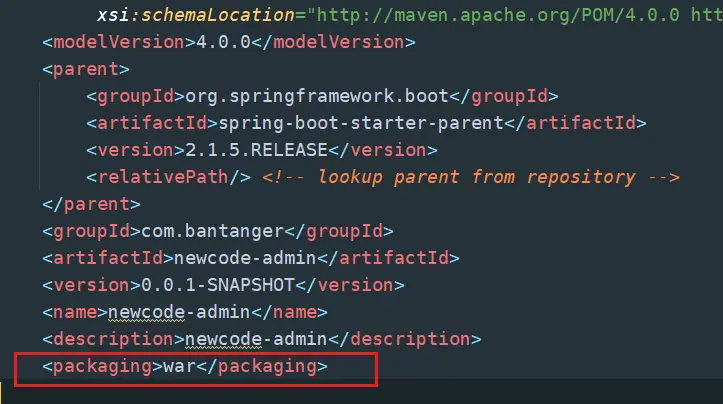 xsi:schemaLocation="http://maven.apache.org/POM/4.0.0 htt
<modelVersion>4.0.0</modelVersion>
<parent>
<groupId>org.springframework.boot</groupId>
<artifactId>spring-boot-starter-parent</artifactId>
<version>2.1.5.RELEASE</version>
<relativePath/> <!-- lookup parent from repository -->
</parent>
<groupId>com.bantanger</groupId>
<artifactId>newcode-admin</artifactId>
<version>0.0.1-SNAPSHOT</version>
<name>newcode-admin</name>
<description>newcode-admin</description>
<packaging>war</packaging>